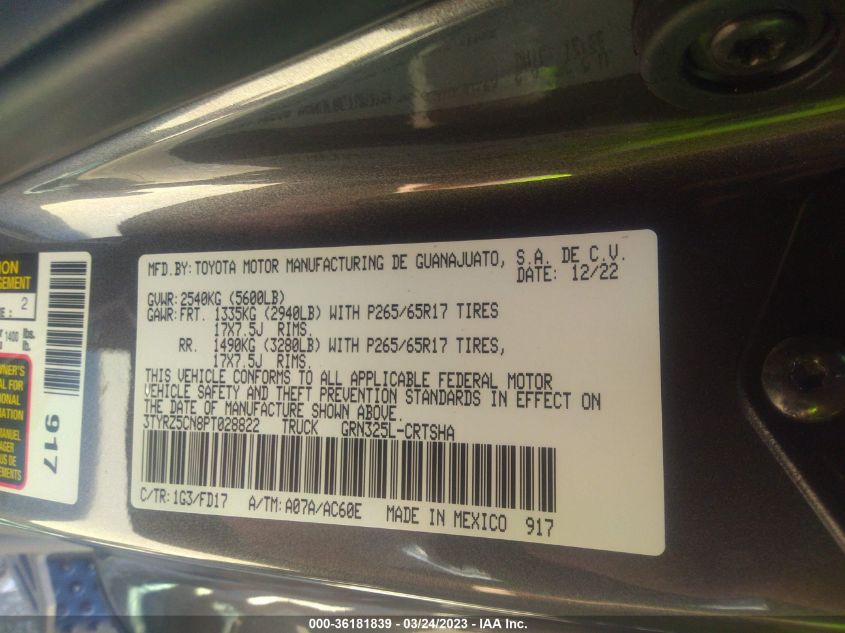 MFD.BY: TOYOTA MOTOR MANUFACTURING DE GUANAJUATO, S.A. DE C.V.
DATE: 12/22
GVWR: 2540KG (5600LB)
GAWR: FRT. 1335KG (2940LB) WITH P265/65R17 TIRES
17X7.5J RIMS.
RR. 1490KG (3280LB) WITH P265/65R17 TIRES,
17X7.5J RIMS.
THIS VEHICLE CONFORMS TO ALL APPLICABLE FEDERAL MOTOR
VEHICLE SAFETY AND THEFT PREVENTION STANDARDS IN EFFECT ON
THE DATE OF MANUFACTURE SHOWN ABOVE.
3TYRZ5CN8PT028822 TRUCK GRN325L-CRTSHA
C/TR: 1G3/FD17 A/TM: A07A/AC60E MADE IN MEXICO 917
2
1400 lbs.
lb.
917
000-36181839 - 03/24/2023 - IAA Inc.